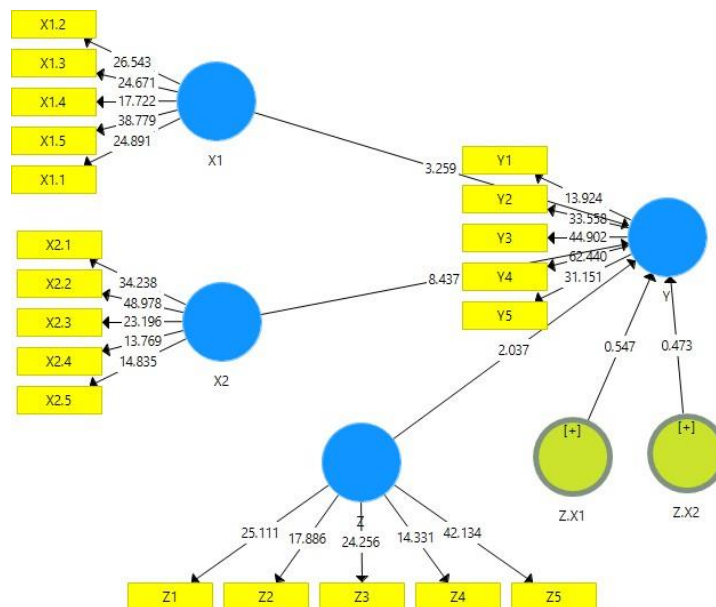 X1.2
X1.3
X1.4
X1.5
X1.1
26.543
24.671
17.722
38.779
24.891
X1
3.259
X2.1
X2.2
X2.3
X2.4
X2.5
34.238
48.978
23.196
13.769
14.835
X2
8.437
Y1
Y2
Y3
Y4
Y5
13.924
33.558
44.902
62.440
31.151
Y
2.037
0.547
0.473
[+]
[+]
Z.X1
Z.X2
Z
25.111
17.886
24.256
14.331
42.134
Z1
Z2
Z3
Z4
Z5